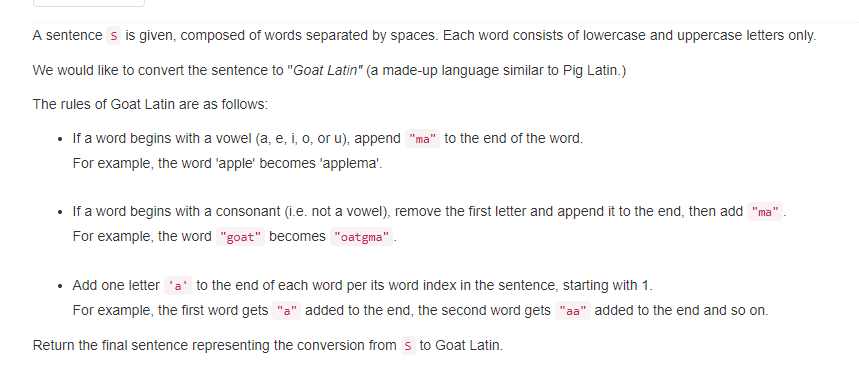 A sentence S is given, composed of words separated by spaces. Each word consists of lowercase and uppercase letters only.
We would like to convert the sentence to "Goat Latin" (a made-up language similar to Pig Latin.)
The rules of Goat Latin are as follows:
• If a word begins with a vowel (a, e, i, o, or u), append "ma" to the end of the word.
For example, the word 'apple' becomes 'applema'.
• If a word begins with a consonant (i.e. not a vowel), remove the first letter and append it to the end, then add "ma".
For example, the word "goat" becomes "oatgma".
• Add one letter 'a' to the end of each word per its word index in the sentence, starting with 1.
For example, the first word gets "a" added to the end, the second word gets "aa" added to the end and so on.
Return the final sentence representing the conversion from S to Goat Latin.